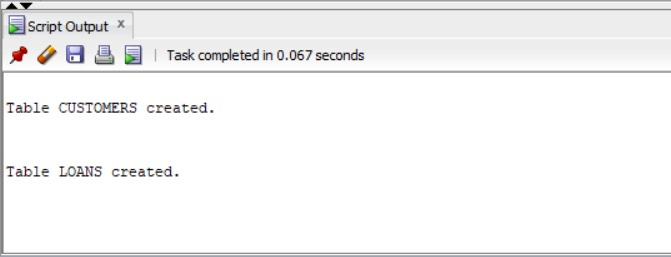 Script Output x
Task completed in 0.067 seconds
Table CUSTOMERS created.
Table LOANS created.